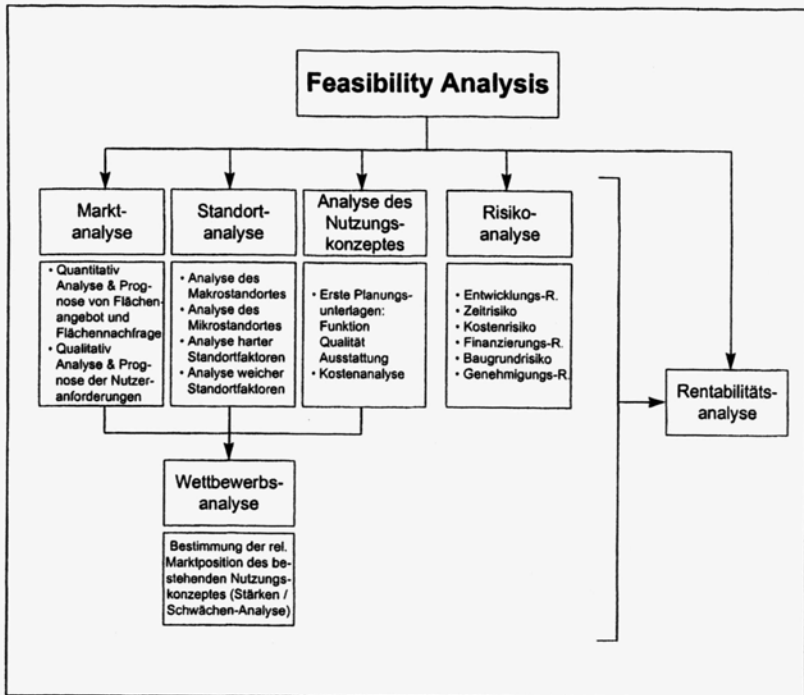 Feasibility Analysis
Markt-
analyse
• Quantitativ
Analyse & Prog-
nose von Flächen-
angebot und
Flächennachfrage
• Qualitativ
Analyse & Prog-
nose der Nutzer-
anforderungen
Standort-
analyse
• Analyse des
Makrostandortes
• Analyse des
Mikrostandortes
• Analyse harter
Standortfaktoren
• Analyse weicher
Standortfaktoren
Analyse des
Nutzungs-
konzeptes
• Erste Planungs-
unterlagen:
Funktion
Qualität
Ausstattung
• Kostenanalyse
Risiko-
analyse
• Entwicklungs-R.
• Zeitrisiko
• Kostenrisiko
• Finanzierungs-R.
• Baugrundrisiko
• Genehmigungs-R.
Rentabilitäts-
analyse
Wettbewerbs-
analyse
Bestimmung der rel.
Marktposition des be-
stehenden Nutzungs-
konzeptes (Stärken /
Schwächen-Analyse)